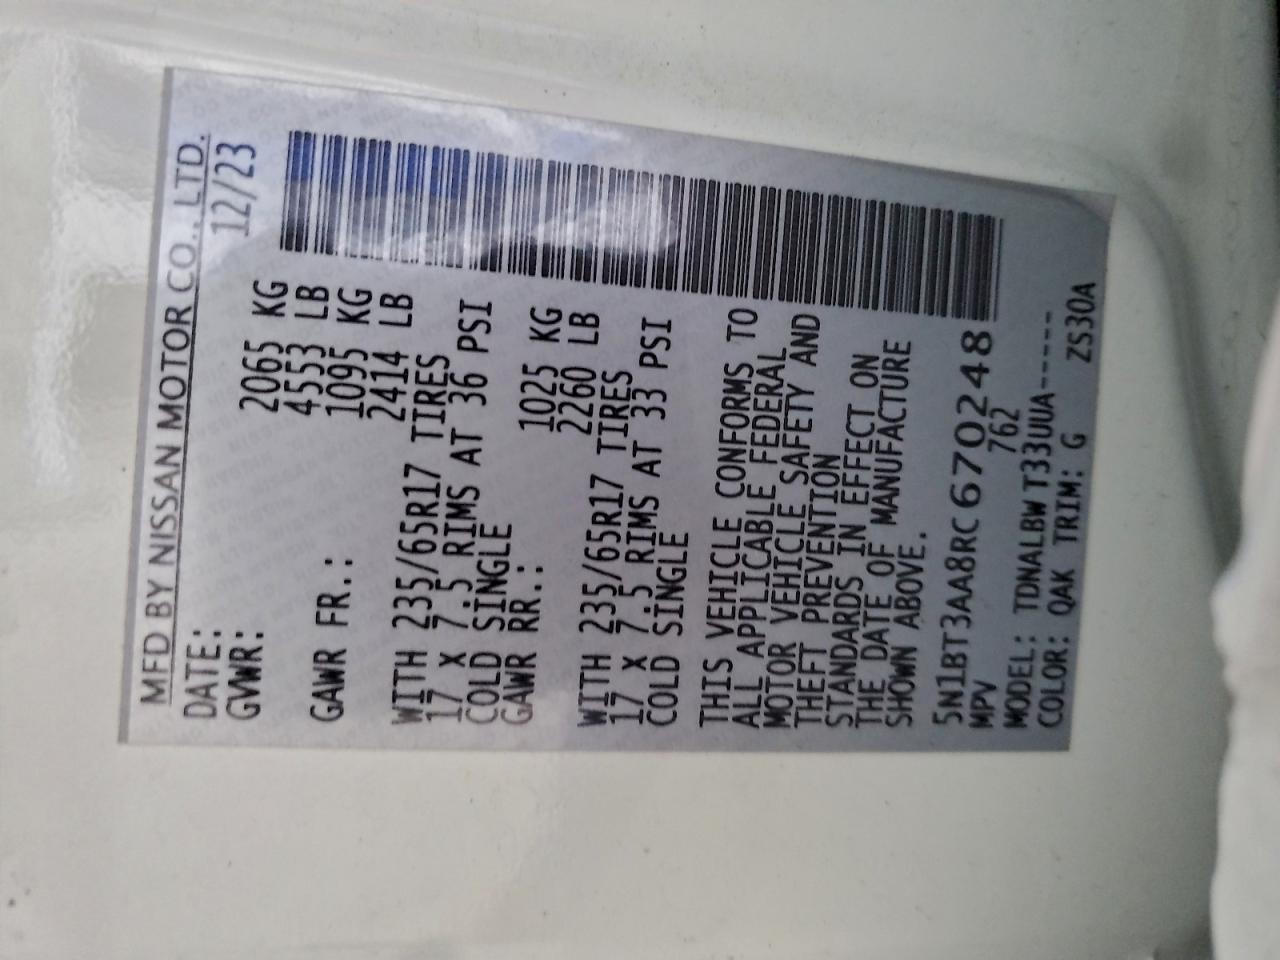 MFD BY NISSAN MOTOR CO., LTD.
DATE: 12/23
GVWR: 2065 KG
4553 LB
GAWR FR.: 1095 KG
2414 LB
WITH 235/65R17 TIRES
17 X 7.5 RIMS AT 36 PSI
COLD SINGLE
GAWR RR.: 1025 KG
2260 LB
WITH 235/65R17 TIRES
17 X 7.5 RIMS AT 33 PSI
COLD SINGLE
THIS VEHICLE CONFORMS TO
ALL APPLICABLE FEDERAL
MOTOR VEHICLE SAFETY AND
THEFT PREVENTION
STANDARDS IN EFFECT ON
THE DATE OF MANUFACTURE
SHOWN ABOVE.
5N1BT3AA8RC670248
MPV 762
MODEL: TDNALBW T33UUA-----
COLOR: QAK TRIM: G ZS30A